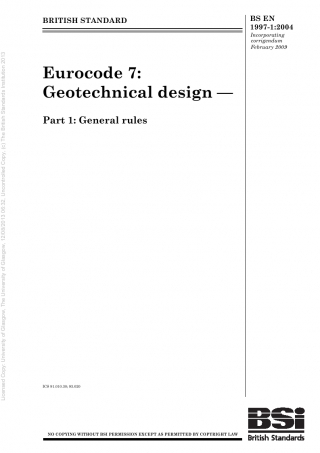 BRITISH STANDARD
BS EN
1997-1:2004
Incorporating
corrigendum
February 2009
Eurocode 7:
Geotechnical design —
Part 1: General rules
Licensed Copy: University of Glasgow, The University of Glasgow,
Uncontrolled Copy, (c) The British Standards Institution 2013
ICS 91.010.30; 93.020
NO COPYING WITHOUT BSI PERMISSION EXCEPT AS PERMITTED BY COPYRIGHT LAW
BSi
British Standards